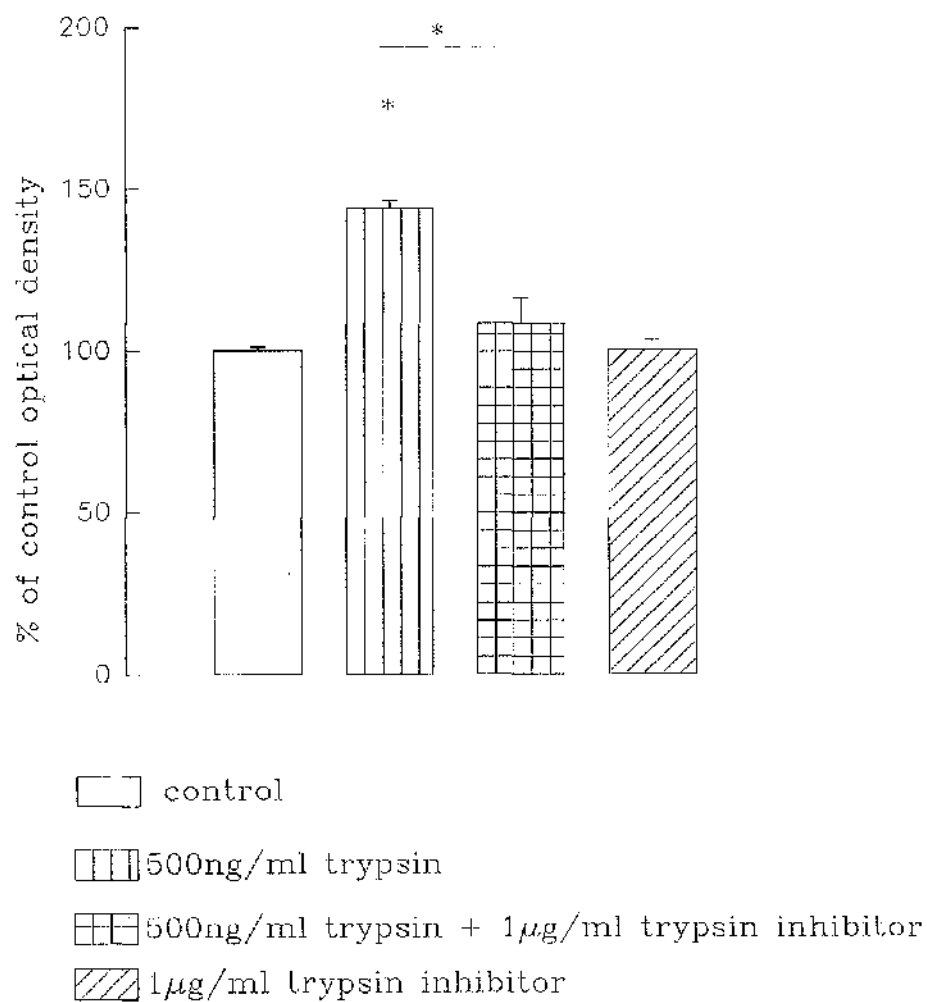 *
200
*
150
100
50
0
% of control optical density
control
500ng/ml trypsin
500ng/ml trypsin + 1μg/ml trypsin inhibitor
1μg/ml trypsin inhibitor